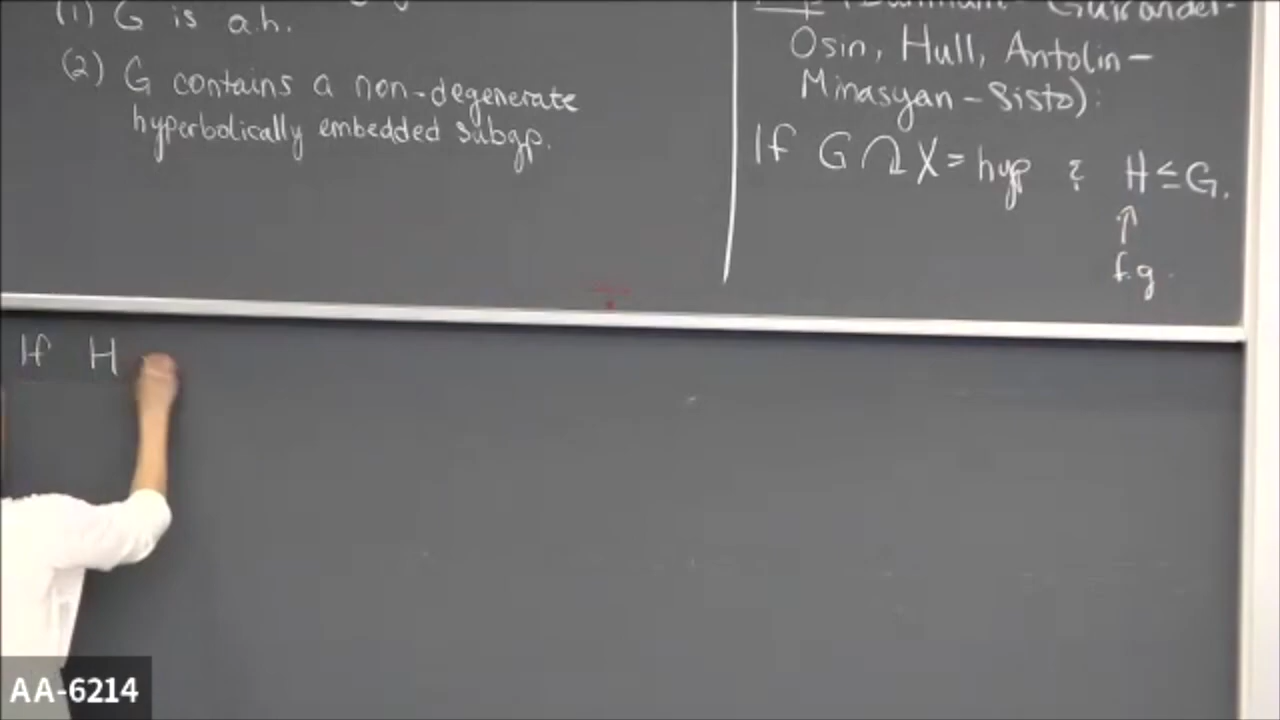 (1) G is a.h.
(2) G contains a non-degenerate
hyperbolically embedded subgp.
Guirardel-
Osin, Hull, Antolin-
Minasyan - Sisto):
If G ↷ X = hyp & H ≤ G.
↑
f.g.
If H
AA-6214